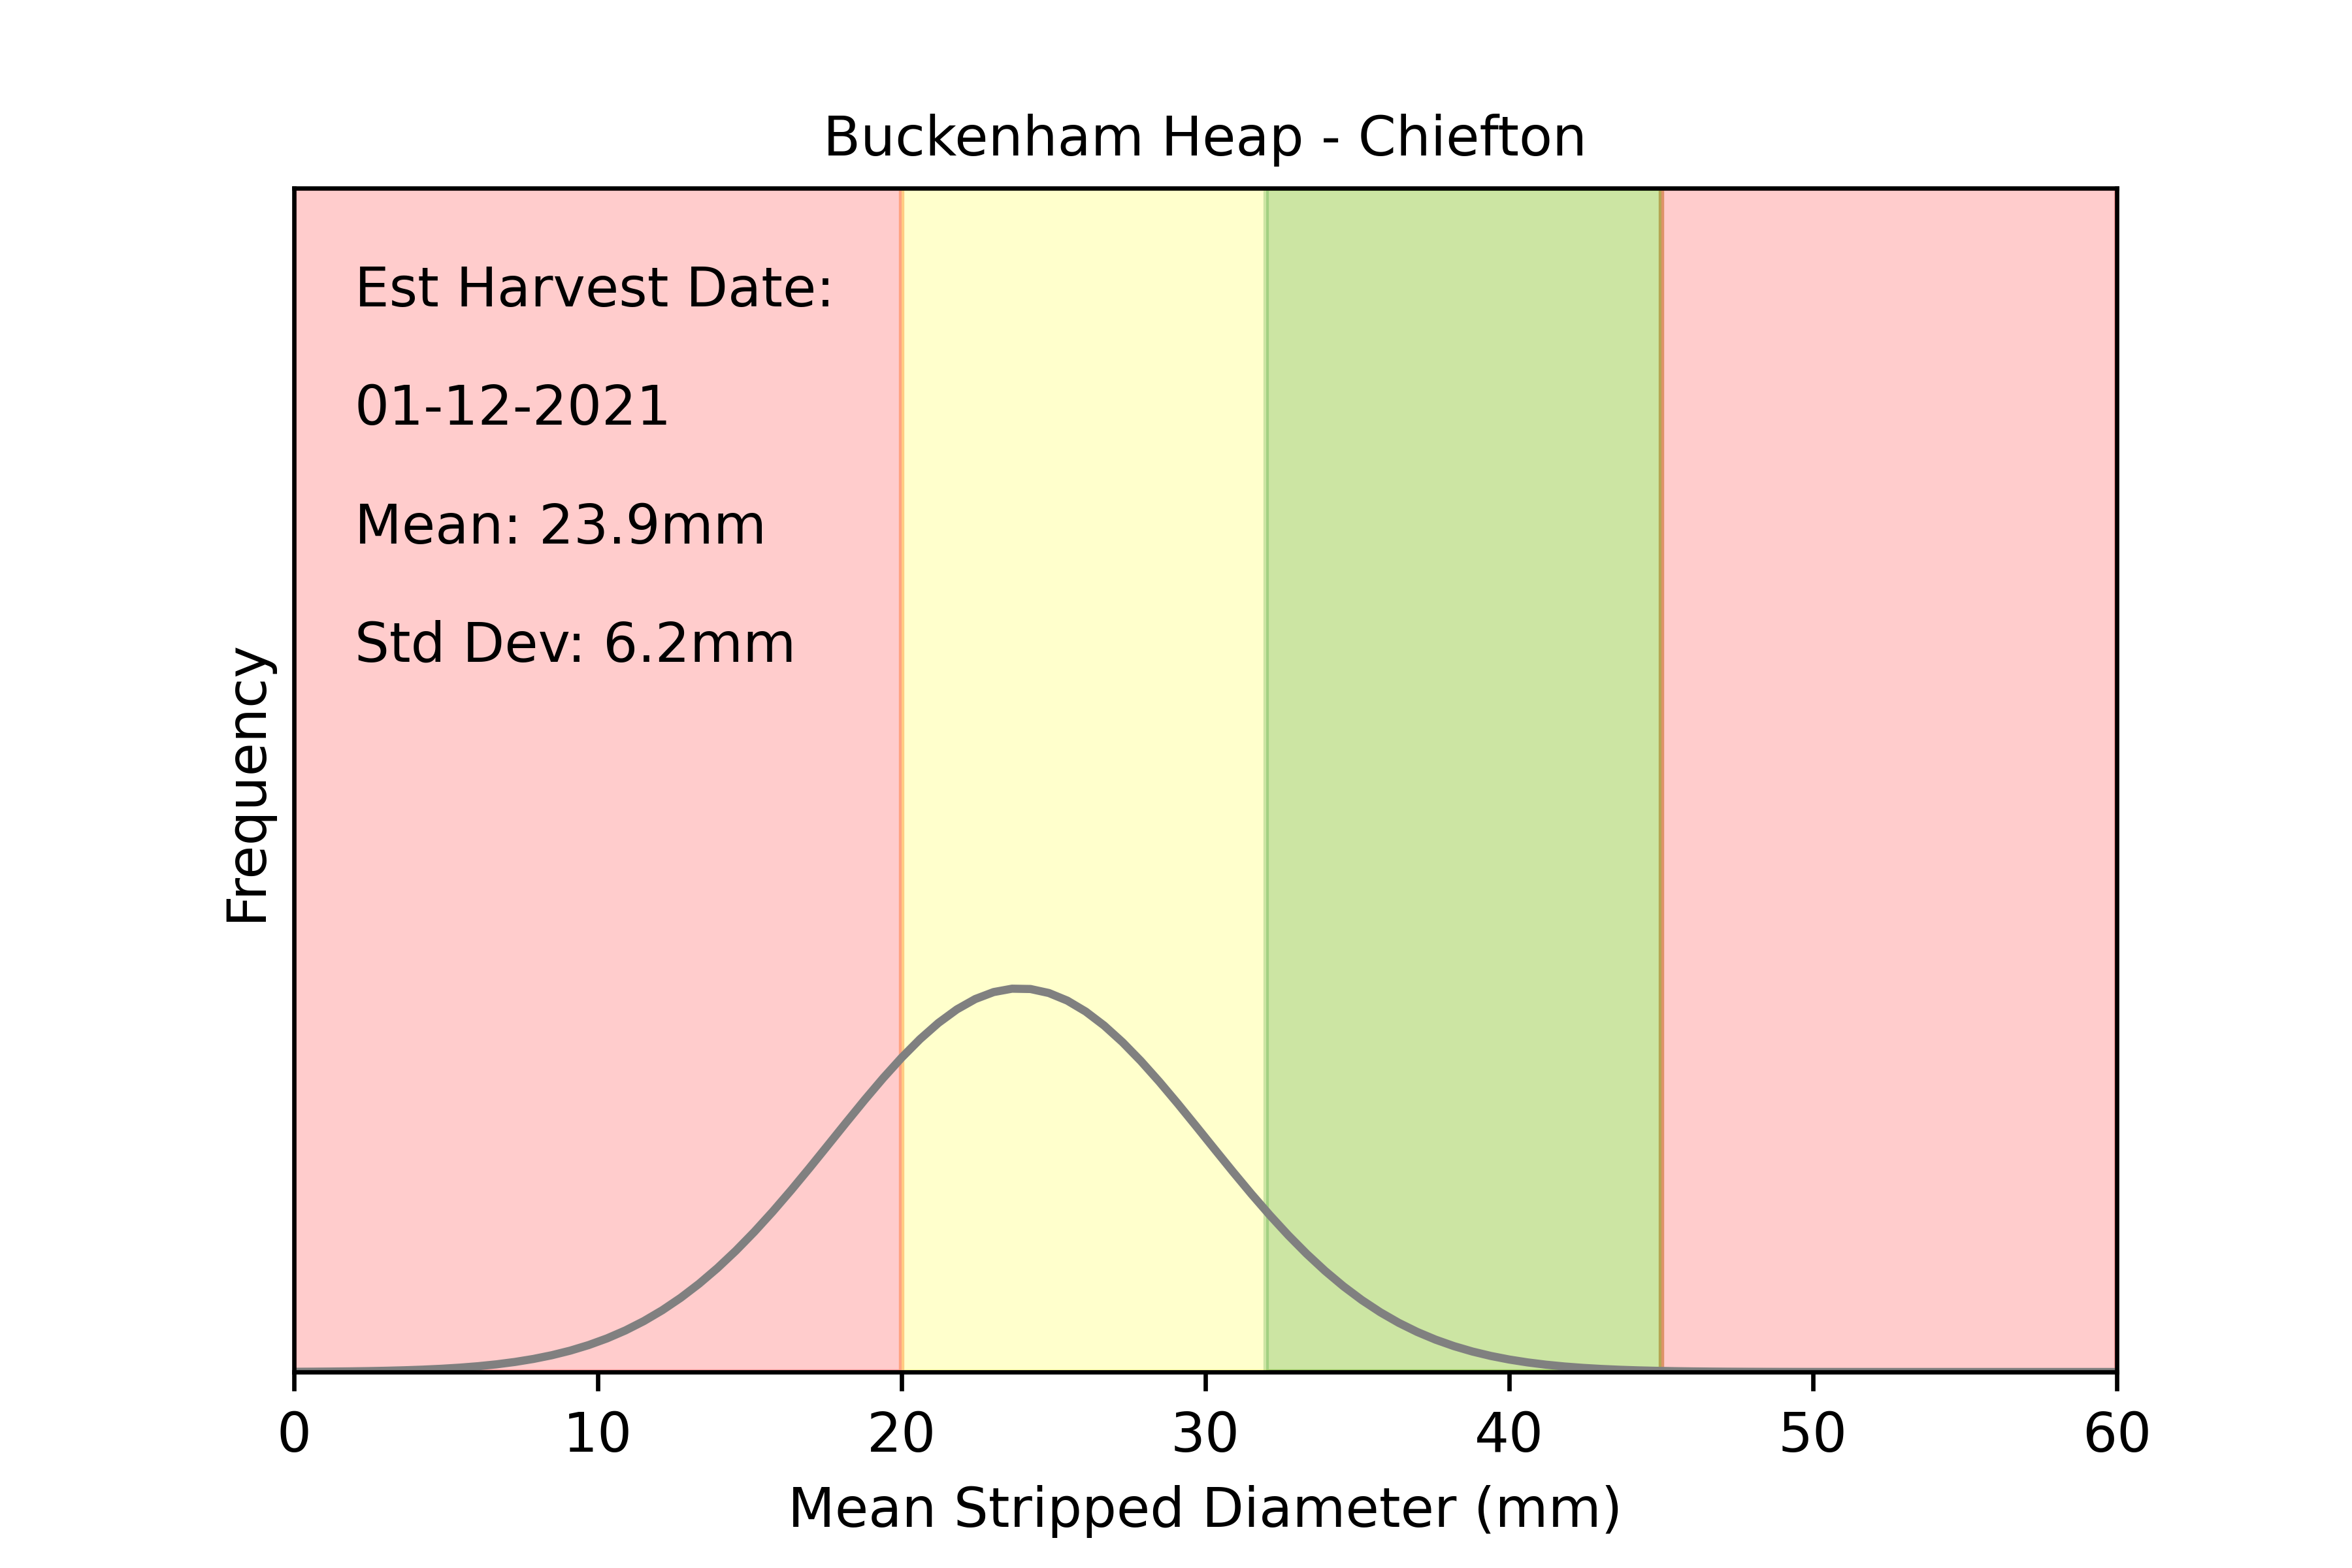 Buckenham Heap - Chiefton
Est Harvest Date:
01-12-2021
Mean: 23.9mm
Std Dev: 6.2mm
Frequency
0 10 20 30 40 50 60
Mean Stripped Diameter (mm)